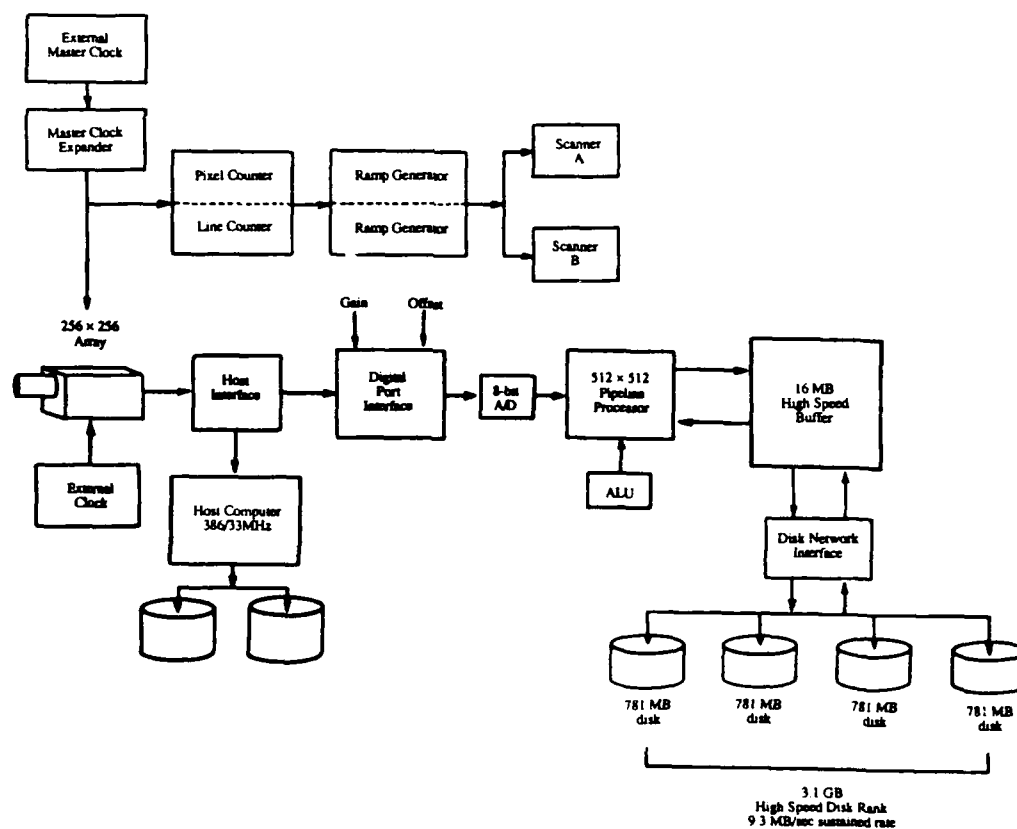 External
Master Clock
Master Clock
Expander
Pixel Counter
Line Counter
Ramp Generator
Ramp Generator
Scanner
A
Scanner
B
256 × 256
Array
Gain
Offset
Host
Interface
Digital
Port
Interface
8-bit
A/D
512 × 512
Pipeline
Processor
16 MB
High Speed
Buffer
External
Clock
Host Computer
386/33MHz
ALU
Disk Network
Interface
781 MB
disk
781 MB
disk
781 MB
disk
781 MB
disk
3.1 GB
High Speed Disk Rank
9.3 MB/sec sustained rate